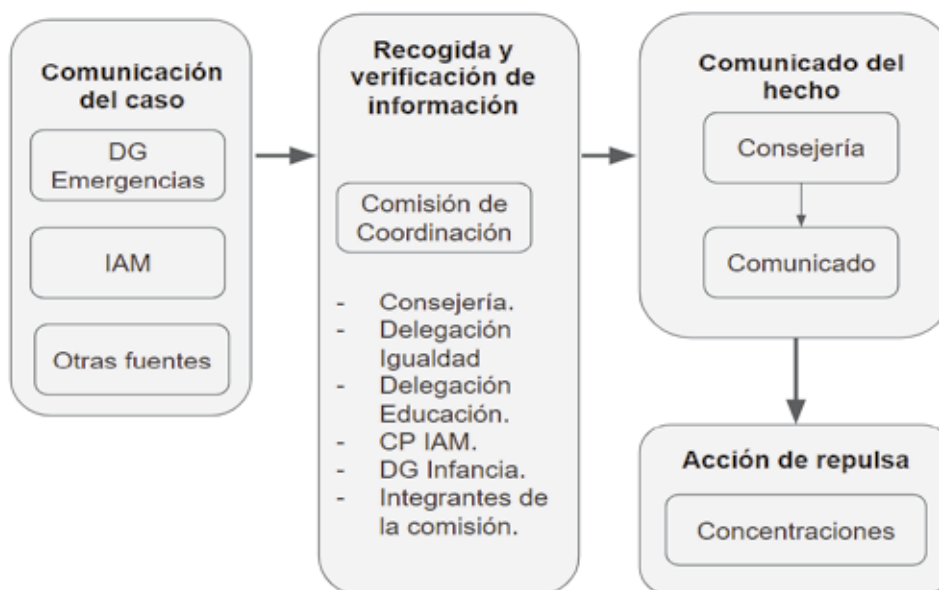 Comunicación
del caso
DG
Emergencias
IAM
Otras fuentes
Recogida y
verificación de
información
Comisión de
Coordinación
- Consejería.
- Delegación
Igualdad
- Delegación
Educación.
- CP IAM.
- DG Infancia.
- Integrantes de
la comisión.
Comunicado del
hecho
Consejería
Comunicado
Acción de repulsa
Concentraciones